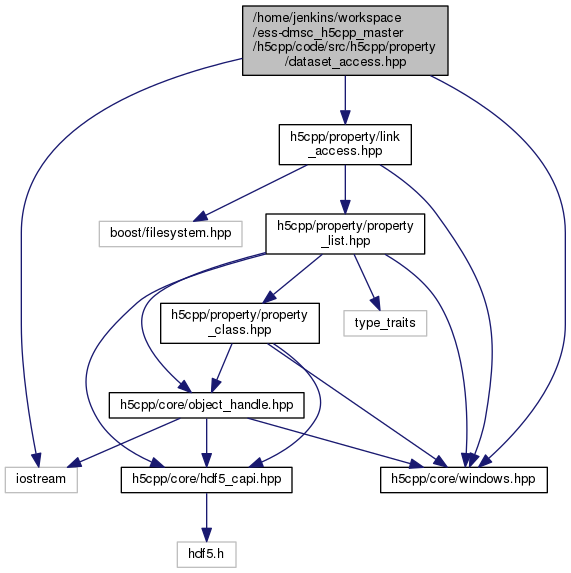 /home/jenkins/workspace
/ess-dmsc_h5cpp_master
/h5cpp/code/src/h5cpp/property
/dataset_access.hpp
h5cpp/property/link
_access.hpp
boost/filesystem.hpp
h5cpp/property/property
_list.hpp
h5cpp/property/property
_class.hpp
type_traits
h5cpp/core/object_handle.hpp
iostream
h5cpp/core/hdf5_capi.hpp
h5cpp/core/windows.hpp
hdf5.h